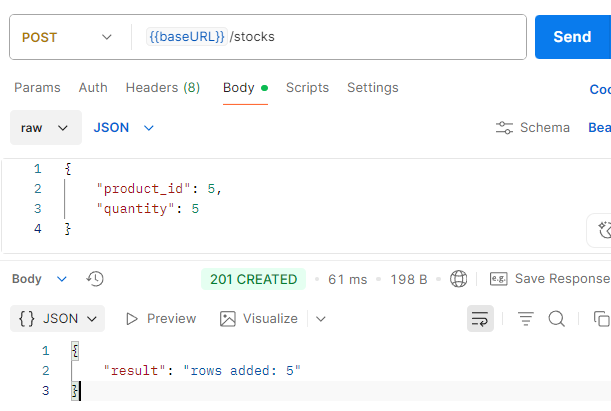 POST {{baseURL}} /stocks Send
Params Auth Headers (8) Body Scripts Settings Coo
raw JSON Schema Bea
1 {
2 "product_id": 5,
3 "quantity": 5
4 }
Body 201 CREATED 61 ms 198 B e.g. Save Response
{} JSON Preview Visualize
1 {
2 "result": "rows added: 5"
3 }